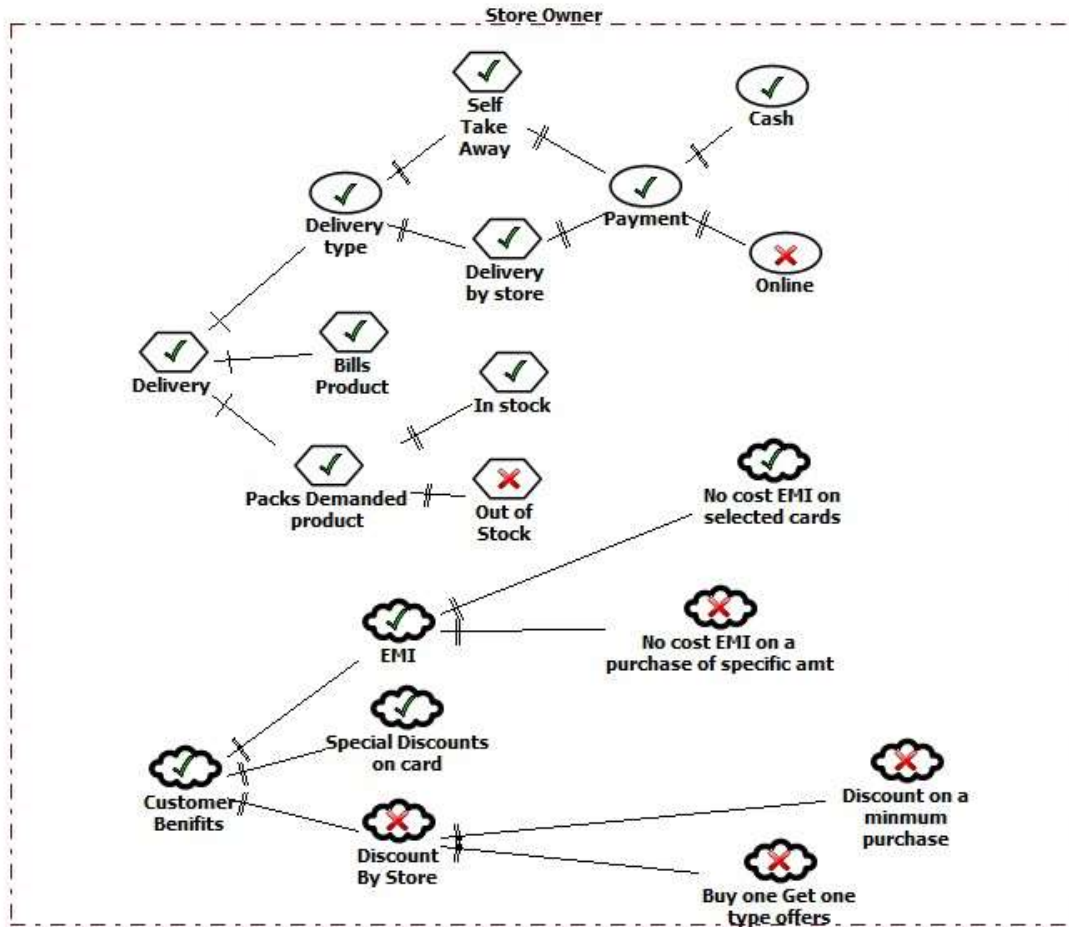 Store Owner
Self
Take
Away
Cash
Delivery
type
Payment
Delivery
by store
Online
Delivery
Bills
Product
In stock
Packs Demanded
product
Out of
Stock
No cost EMI on
selected cards
EMI
No cost EMI on a
purchase of specific amt
Special Discounts
on card
Customer
Benifits
Discount on a
minmum
purchase
Discount
By Store
Buy one Get one
type offers